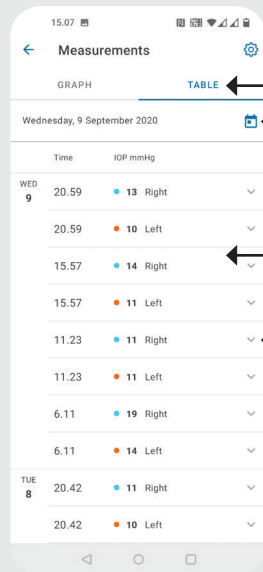 15.07
Measurements
GRAPH TABLE
Wednesday, 9 September 2020
Time IOP mmHg
WED
9
20.59 13 Right
20.59 10 Left
15.57 14 Right
15.57 11 Left
11.23 11 Right
11.23 11 Left
6.11 19 Right
6.11 14 Left
TUE
8
20.42 11 Right
20.42 10 Left